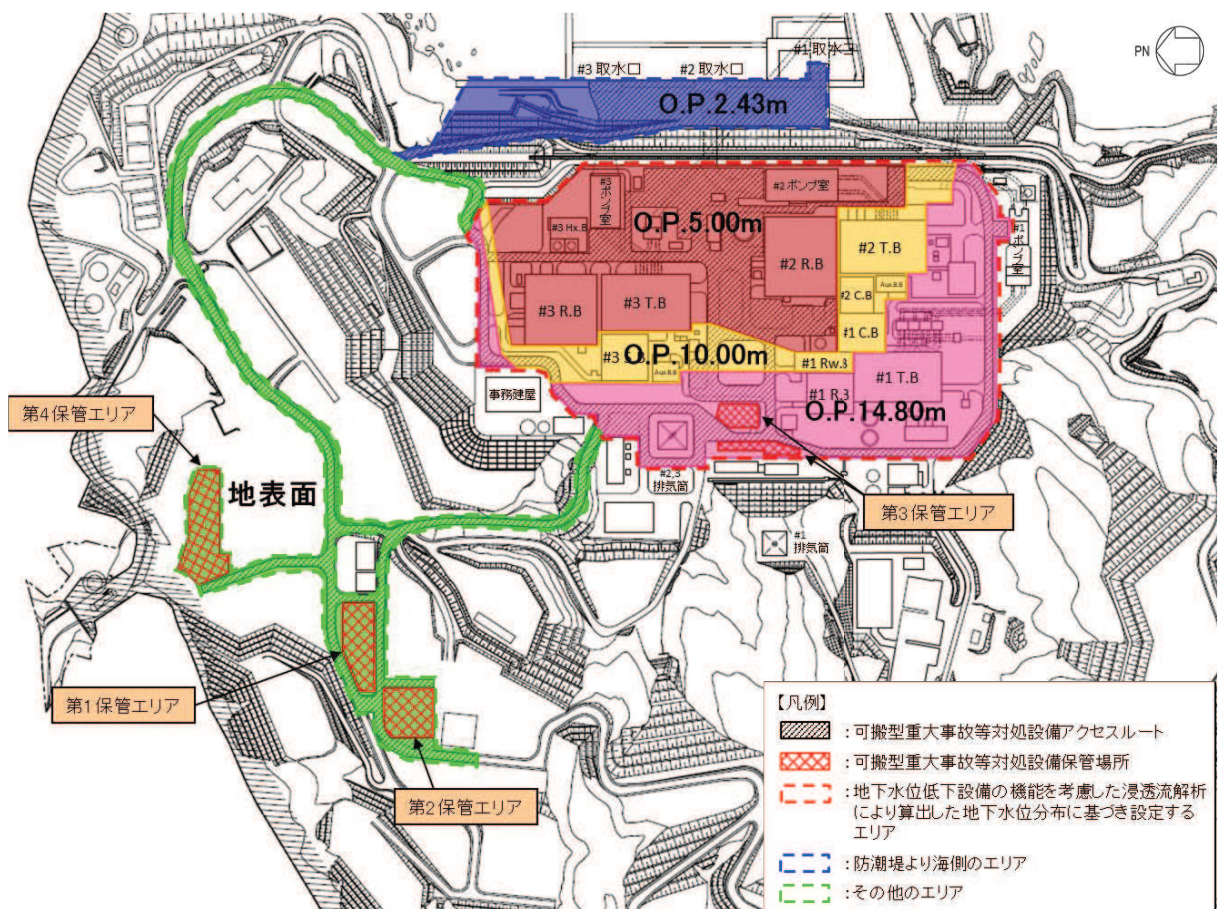 #1 取水口
PN
#3 取水口
#2 取水口
O.P.2.43m
#3
ポンプ室
#2 ポンプ室
#1
ポンプ室
#3 Hx.B
O.P.5.00m
#2 R.B
#2 T.B
#3 R.B
#3 T.B
#2 C.B
Aux.B.B
#1 C.B
O.P.10.00m
#1 Rw.B
#1 T.B
事務建屋
O.P.14.80m
第4保管エリア
地表面
#2,3
排気筒
第3保管エリア
#1
排気筒
第1保管エリア
第2保管エリア
【凡例】
:可搬型重大事故等対処設備アクセスルート
:可搬型重大事故等対処設備保管場所
:地下水位低下設備の機能を考慮した浸透流解析
により算出した地下水位分布に基づき設定する
エリア
:防潮堤より海側のエリア
:その他のエリア